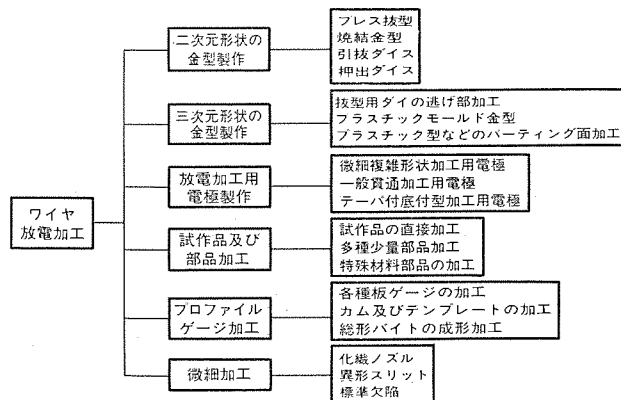 ワイヤ
放電加工
二次元形状の
金型製作
プレス抜型
焼結金型
引抜ダイス
押出ダイス
三次元形状の
金型製作
抜型用ダイの逃げ部加工
プラスチックモールド金型
プラスチック型などのパーティング面加工
放電加工用
電極製作
微細複雑形状加工用電極
一般貫通加工用電極
テーパ付底付型加工用電極
試作品及び
部品加工
試作品の直接加工
多種少量部品加工
特殊材料部品の加工
プロファイル
ゲージ加工
各種板ゲージの加工
カム及びテンプレートの加工
総形バイトの成形加工
微細加工
化繊ノズル
異形スリット
標準欠陥